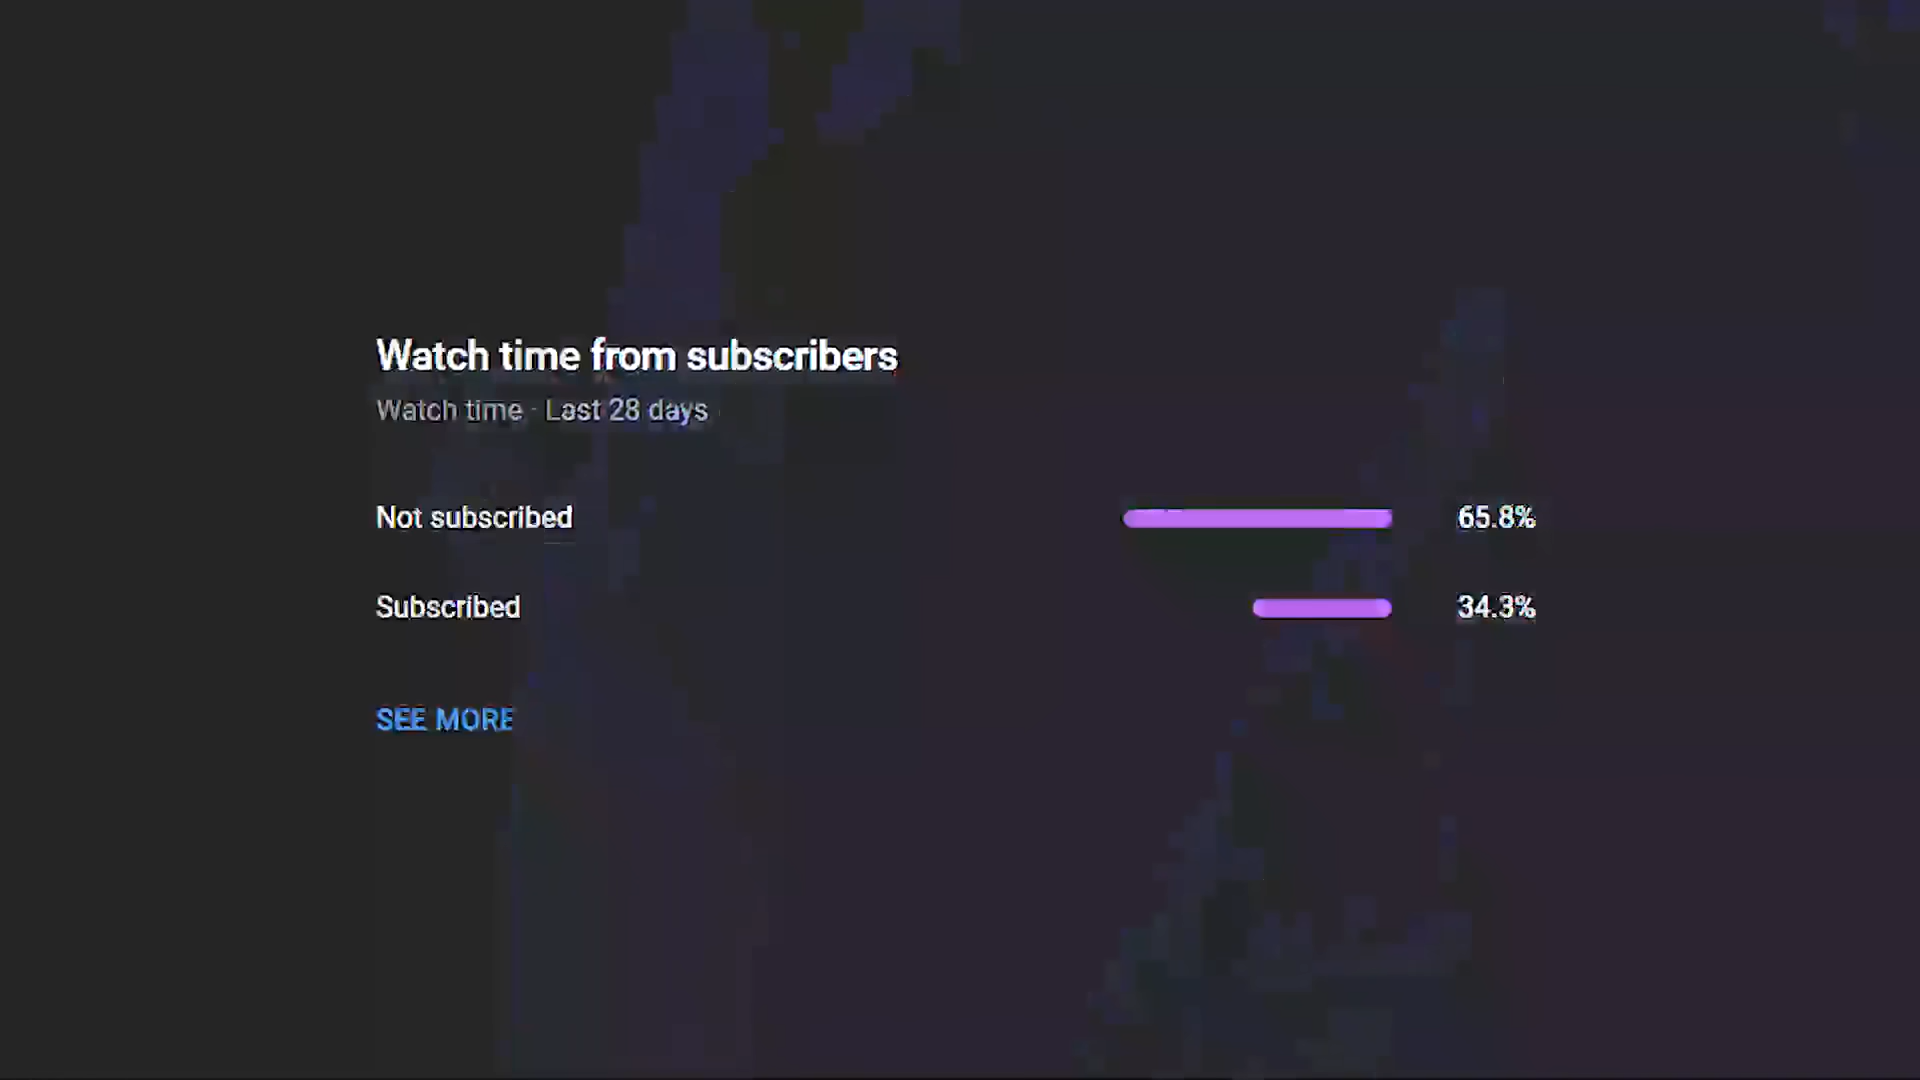 Watch time from subscribers
Watch time · Last 28 days
Not subscribed 65.8%
Subscribed 34.3%
SEE MORE